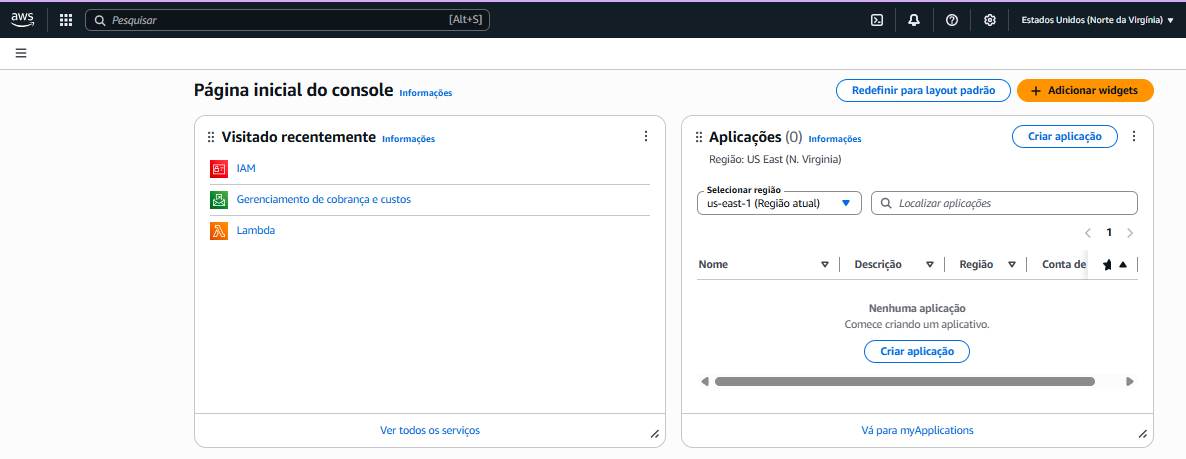 aws
Pesquisar [Alt+S]
Estados Unidos (Norte da Virgínia)
Página inicial do console Informações
Redefinir para layout padrão
+ Adicionar widgets
Visitado recentemente Informações
IAM
Gerenciamento de cobrança e custos
Lambda
Ver todos os serviços
Aplicações (0) Informações
Criar aplicação
Região: US East (N. Virginia)
Selecionar região
us-east-1 (Região atual)
Localizar aplicações
1
Nome Descrição Região Conta de
Nenhuma aplicação
Comece criando um aplicativo.
Criar aplicação
Vá para myApplications